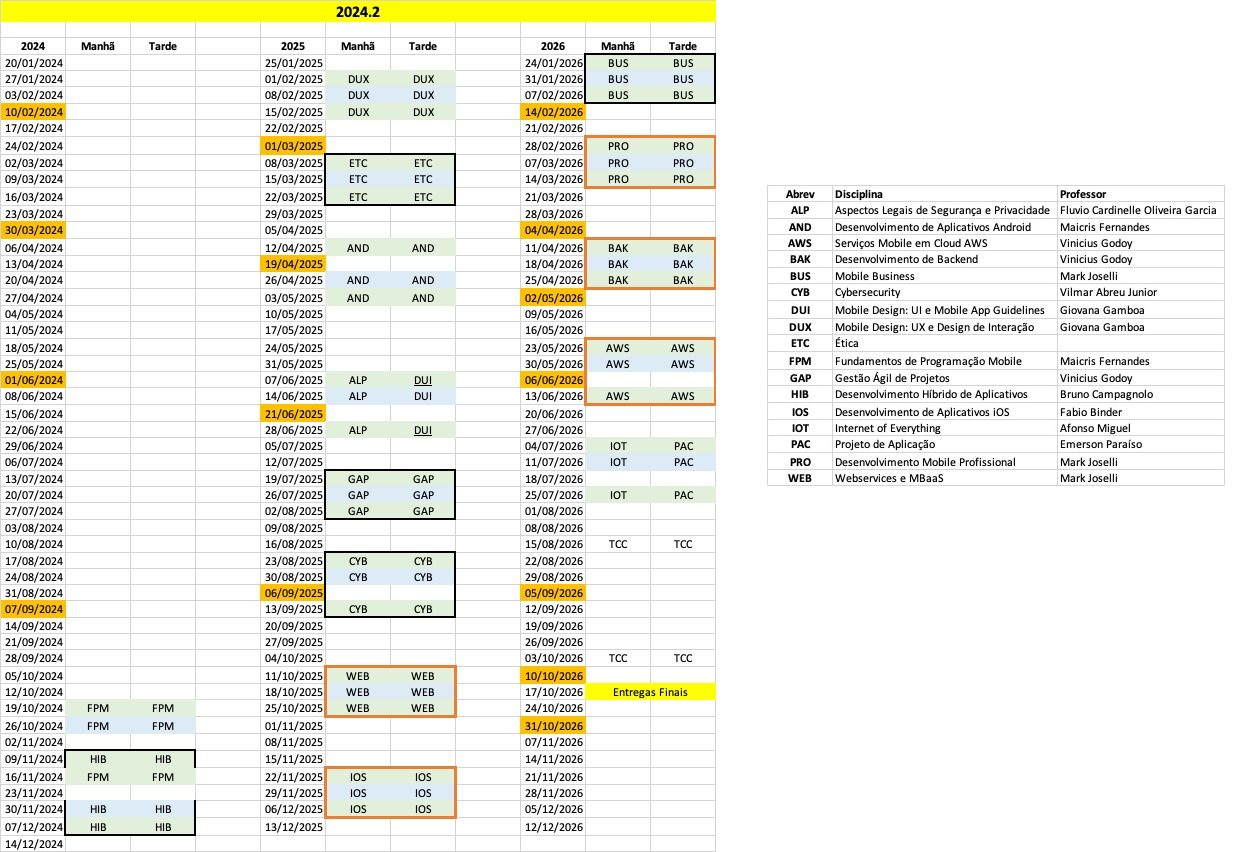 2024.2
2024 Manhã Tarde 2025 Manhã Tarde 2026 Manhã Tarde
20/01/2024 25/01/2025 24/01/2026 BUS BUS
27/01/2024 01/02/2025 DUX DUX 31/01/2026 BUS BUS
03/02/2024 08/02/2025 DUX DUX 07/02/2026 BUS BUS
10/02/2024 15/02/2025 DUX DUX 14/02/2026
17/02/2024 22/02/2025 21/02/2026
24/02/2024 01/03/2025 28/02/2026 PRO PRO
02/03/2024 08/03/2025 ETC ETC 07/03/2026 PRO PRO
09/03/2024 15/03/2025 ETC ETC 14/03/2026 PRO PRO
16/03/2024 22/03/2025 ETC ETC 21/03/2026
23/03/2024 29/03/2025 28/03/2026
30/03/2024 05/04/2025 04/04/2026
06/04/2024 12/04/2025 AND AND 11/04/2026 BAK BAK
13/04/2024 19/04/2025 18/04/2026 BAK BAK
20/04/2024 26/04/2025 AND AND 25/04/2026 BAK BAK
27/04/2024 03/05/2025 AND AND 02/05/2026
04/05/2024 10/05/2025 09/05/2026
11/05/2024 17/05/2025 16/05/2026
18/05/2024 24/05/2025 23/05/2026 AWS AWS
25/05/2024 31/05/2025 30/05/2026 AWS AWS
01/06/2024 07/06/2025 ALP DUI 06/06/2026
08/06/2024 14/06/2025 ALP DUI 13/06/2026 AWS AWS
15/06/2024 21/06/2025 20/06/2026
22/06/2024 28/06/2025 ALP DUI 27/06/2026
29/06/2024 05/07/2025 04/07/2026 IOT PAC
06/07/2024 12/07/2025 11/07/2026 IOT PAC
13/07/2024 19/07/2025 GAP GAP 18/07/2026
20/07/2024 26/07/2025 GAP GAP 25/07/2026 IOT PAC
27/07/2024 02/08/2025 GAP GAP 01/08/2026
03/08/2024 09/08/2025 08/08/2026
10/08/2024 16/08/2025 15/08/2026 TCC TCC
17/08/2024 23/08/2025 CYB CYB 22/08/2026
24/08/2024 30/08/2025 CYB CYB 29/08/2026
31/08/2024 06/09/2025 05/09/2026
07/09/2024 13/09/2025 CYB CYB 12/09/2026
14/09/2024 20/09/2025 19/09/2026
21/09/2024 27/09/2025 26/09/2026
28/09/2024 04/10/2025 03/10/2026 TCC TCC
05/10/2024 11/10/2025 WEB WEB 10/10/2026
12/10/2024 18/10/2025 WEB WEB 17/10/2026 Entregas Finais
19/10/2024 FPM FPM 25/10/2025 WEB WEB 24/10/2026
26/10/2024 FPM FPM 01/11/2025 31/10/2026
02/11/2024 08/11/2025 07/11/2026
09/11/2024 HIB HIB 15/11/2025 14/11/2026
16/11/2024 FPM FPM 22/11/2025 IOS IOS 21/11/2026
23/11/2024 29/11/2025 IOS IOS 28/11/2026
30/11/2024 HIB HIB 06/12/2025 IOS IOS 05/12/2026
07/12/2024 HIB HIB 13/12/2025 12/12/2026
14/12/2024
Abrev Disciplina Professor
ALP Aspectos Legais de Segurança e Privacidade Fluvio Cardinelle Oliveira Garcia
AND Desenvolvimento de Aplicativos Android Maicris Fernandes
AWS Serviços Mobile em Cloud AWS Vinicius Godoy
BAK Desenvolvimento de Backend Vinicius Godoy
BUS Mobile Business Mark Joselli
CYB Cybersecurity Vilmar Abreu Junior
DUI Mobile Design: UI e Mobile App Guidelines Giovana Gamboa
DUX Mobile Design: UX e Design de Interação Giovana Gamboa
ETC Ética
FPM Fundamentos de Programação Mobile Maicris Fernandes
GAP Gestão Ágil de Projetos Vinicius Godoy
HIB Desenvolvimento Híbrido de Aplicativos Bruno Campagnolo
IOS Desenvolvimento de Aplicativos iOS Fabio Binder
IOT Internet of Everything Afonso Miguel
PAC Projeto de Aplicação Emerson Paraíso
PRO Desenvolvimento Mobile Profissional Mark Joselli
WEB Webservices e MBaaS Mark Joselli